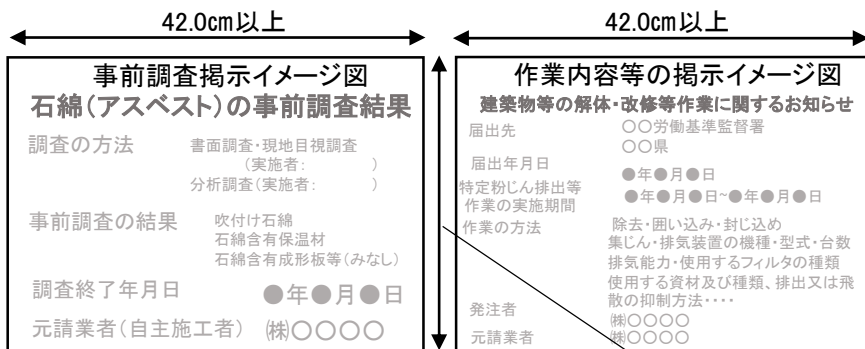 42.0cm以上
事前調査掲示イメージ図
石綿(アスベスト)の事前調査結果
調査の方法 書面調査・現地目視調査
(実施者: )
分析調査(実施者: )
事前調査の結果 吹付け石綿
石綿含有保温材
石綿含有成形板等(みなし)
調査終了年月日 ●年●月●日
元請業者(自主施工者) ㈱〇〇〇〇
42.0cm以上
作業内容等の掲示イメージ図
建築物等の解体・改修等作業に関するお知らせ
届出先 〇〇労働基準監督署
〇〇県
届出年月日 ●年●月●日
特定粉じん排出等
作業の実施期間 ●年●月●日~●年●月●日
作業の方法 除去・囲い込み・封じ込め
集じん・排気装置の機種・型式・台数
排気能力・使用するフィルタの種類
使用する資材及び種類、排出又は飛
散の抑制方法・・・・
発注者 ㈱〇〇〇〇
元請業者 ㈱〇〇〇〇